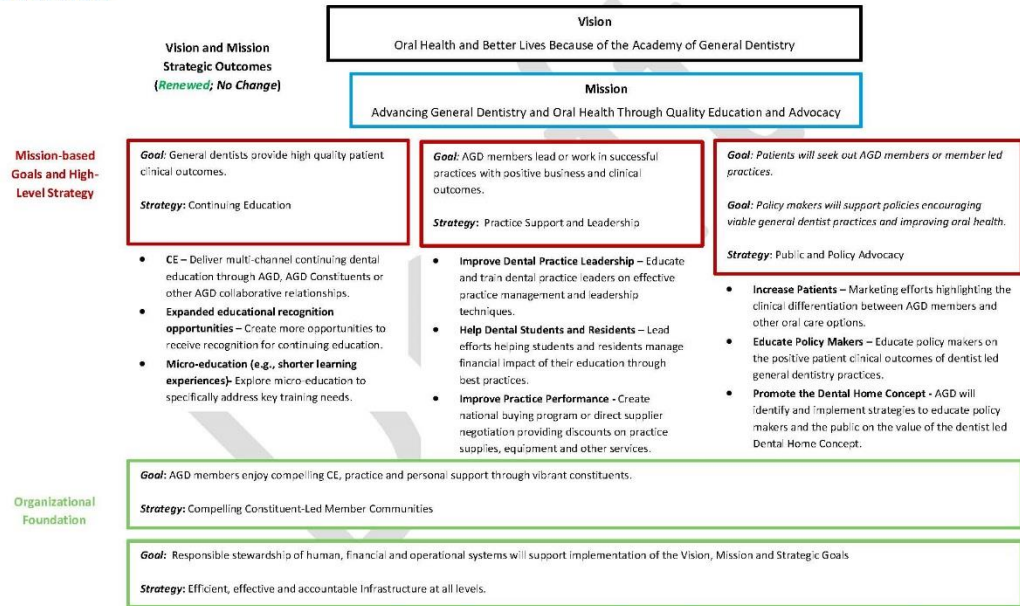 Vision and Mission
Strategic Outcomes
(Renewed; No Change)
Vision
Oral Health and Better Lives Because of the Academy of General Dentistry
Mission
Advancing General Dentistry and Oral Health Through Quality Education and Advocacy
Mission-based
Goals and High-
Level Strategy
Goal: General dentists provide high quality patient
clinical outcomes.
Strategy: Continuing Education
• CE – Deliver multi-channel continuing dental
education through AGD, AGD Constituents or
other AGD collaborative relationships.
• Expanded educational recognition
opportunities – Create more opportunities to
receive recognition for continuing education.
• Micro-education (e.g., shorter learning
experiences)- Explore micro-education to
specifically address key training needs.
Goal: AGD members lead or work in successful
practices with positive business and clinical
outcomes.
Strategy: Practice Support and Leadership
• Improve Dental Practice Leadership – Educate
and train dental practice leaders on effective
practice management and leadership
techniques.
• Help Dental Students and Residents – Lead
efforts helping students and residents manage
financial impact of their education through
best practices.
• Improve Practice Performance - Create
national buying program or direct supplier
negotiation providing discounts on practice
supplies, equipment and other services.
Goal: Patients will seek out AGD members or member led
practices.
Goal: Policy makers will support policies encouraging
viable general dentist practices and improving oral health.
Strategy: Public and Policy Advocacy
• Increase Patients – Marketing efforts highlighting the
clinical differentiation between AGD members and
other oral care options.
• Educate Policy Makers – Educate policy makers on
the positive patient clinical outcomes of dentist led
general dentistry practices.
• Promote the Dental Home Concept - AGD will
identify and implement strategies to educate policy
makers and the public on the value of the dentist led
Dental Home Concept.
Organizational
Foundation
Goal: AGD members enjoy compelling CE, practice and personal support through vibrant constituents.
Strategy: Compelling Constituent-Led Member Communities
Goal: Responsible stewardship of human, financial and operational systems will support implementation of the Vision, Mission and Strategic Goals
Strategy: Efficient, effective and accountable Infrastructure at all levels.